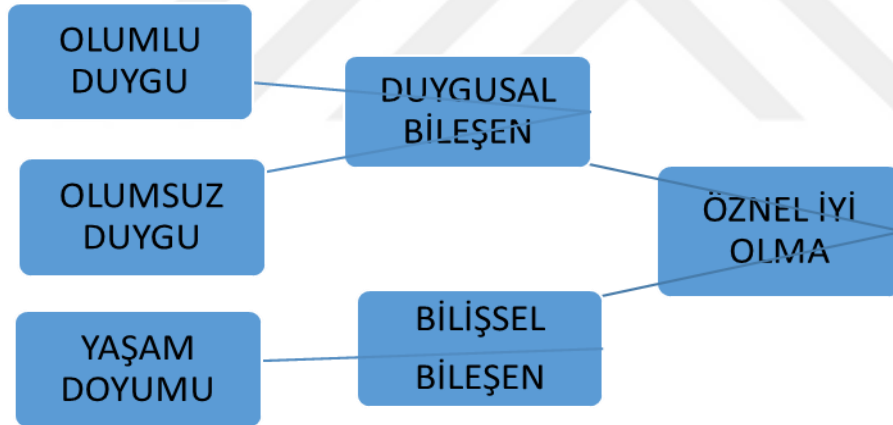 OLUMLU
DUYGU
DUYGUSAL
BİLEŞEN
OLUMSUZ
DUYGU
ÖZNEL İYİ
OLMA
YAŞAM
DOYUMU
BİLİŞSEL
BİLEŞEN